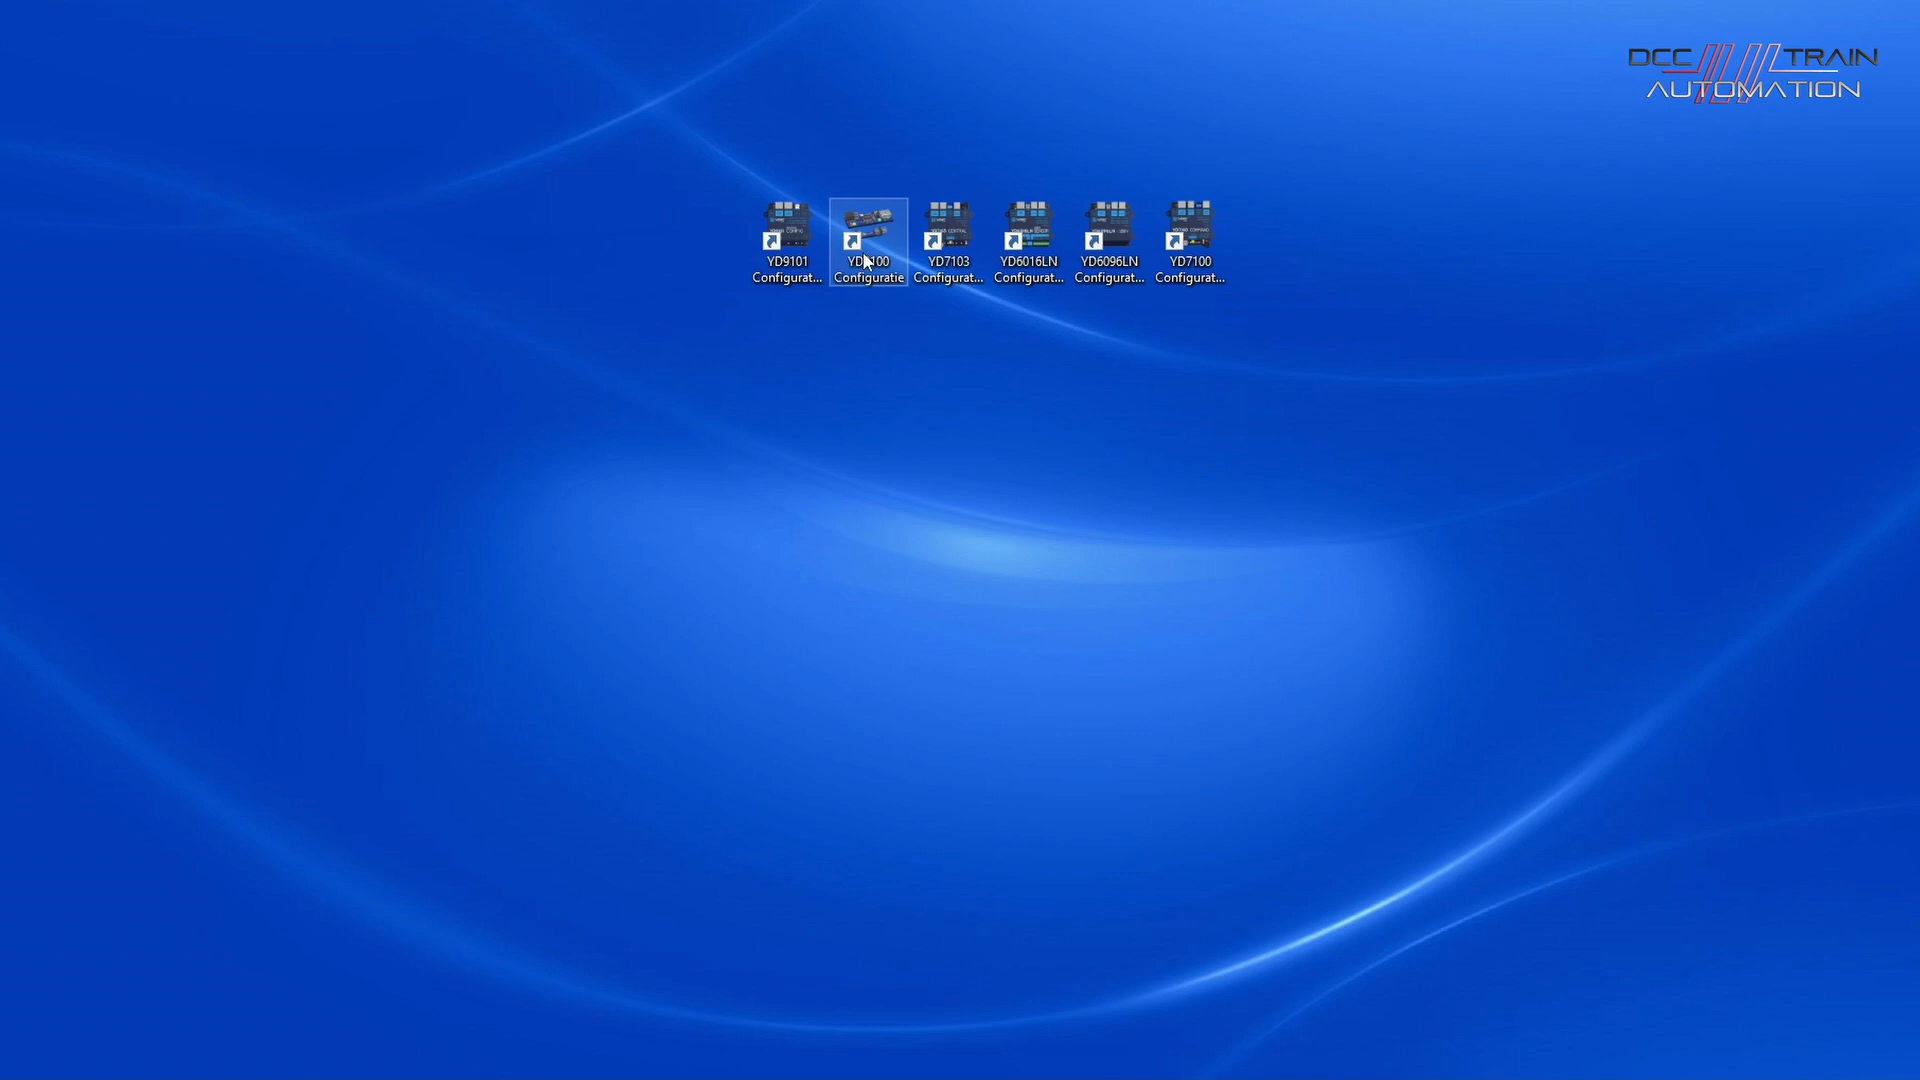 DCC TRAIN
AUTOMATION
YD9101
Configurat...
Configuratie
YD7103
Configurat...
YD6016LN
Configurat...
YD6096LN
Configurat...
YD7100
Configurat...